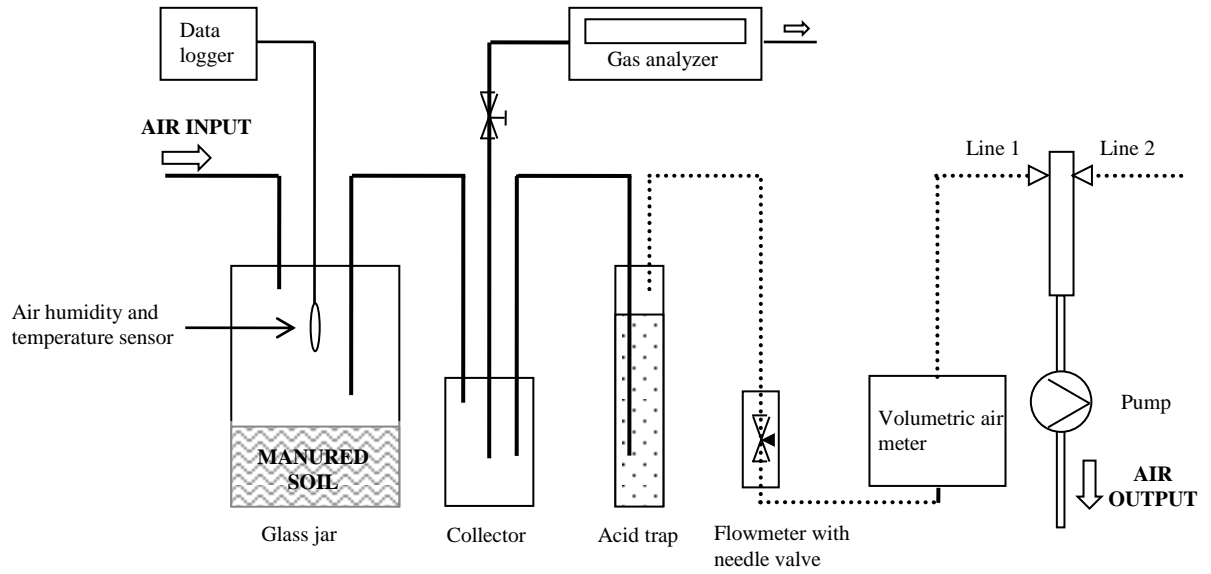 Data
logger
Gas analyzer
AIR INPUT
Line 1
Line 2
Air humidity and
temperature sensor
Volumetric air
meter
Pump
MANURED
SOIL
AIR
OUTPUT
Glass jar
Collector
Acid trap
Flowmeter with
needle valve